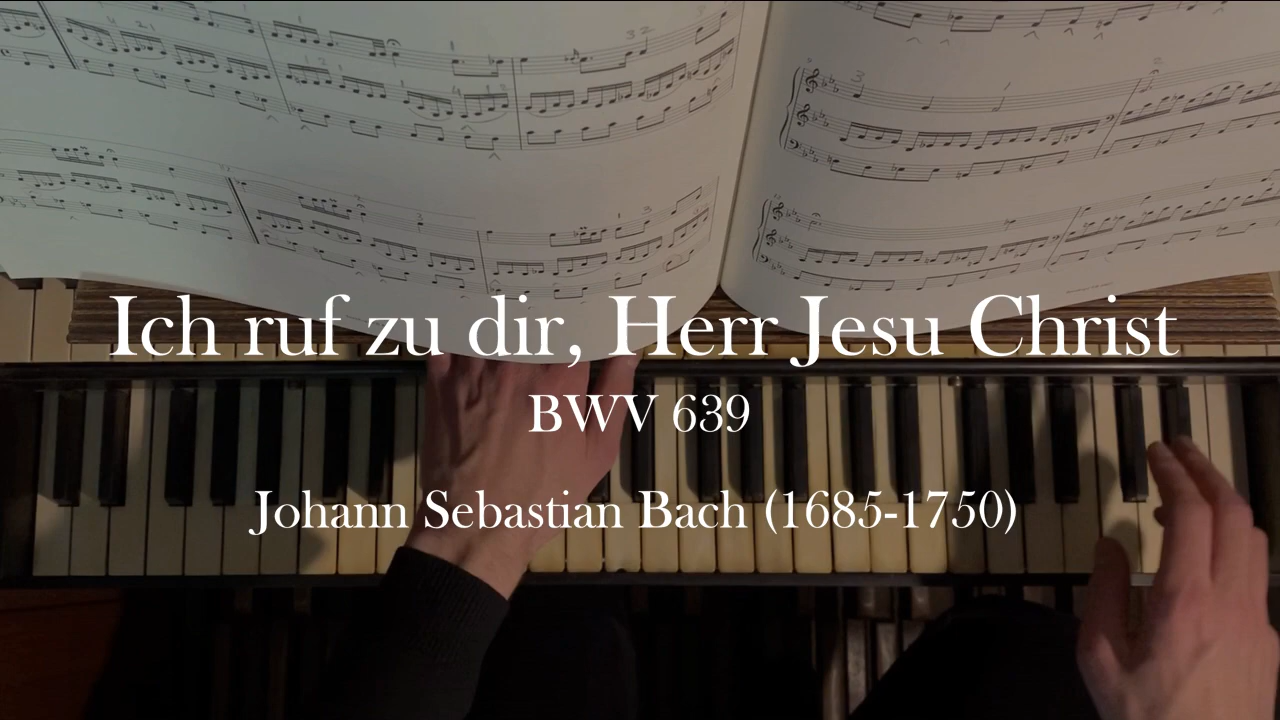 Ich ruf zu dir, Herr Jesu Christ
BWV 639
Johann Sebastian Bach (1685-1750)